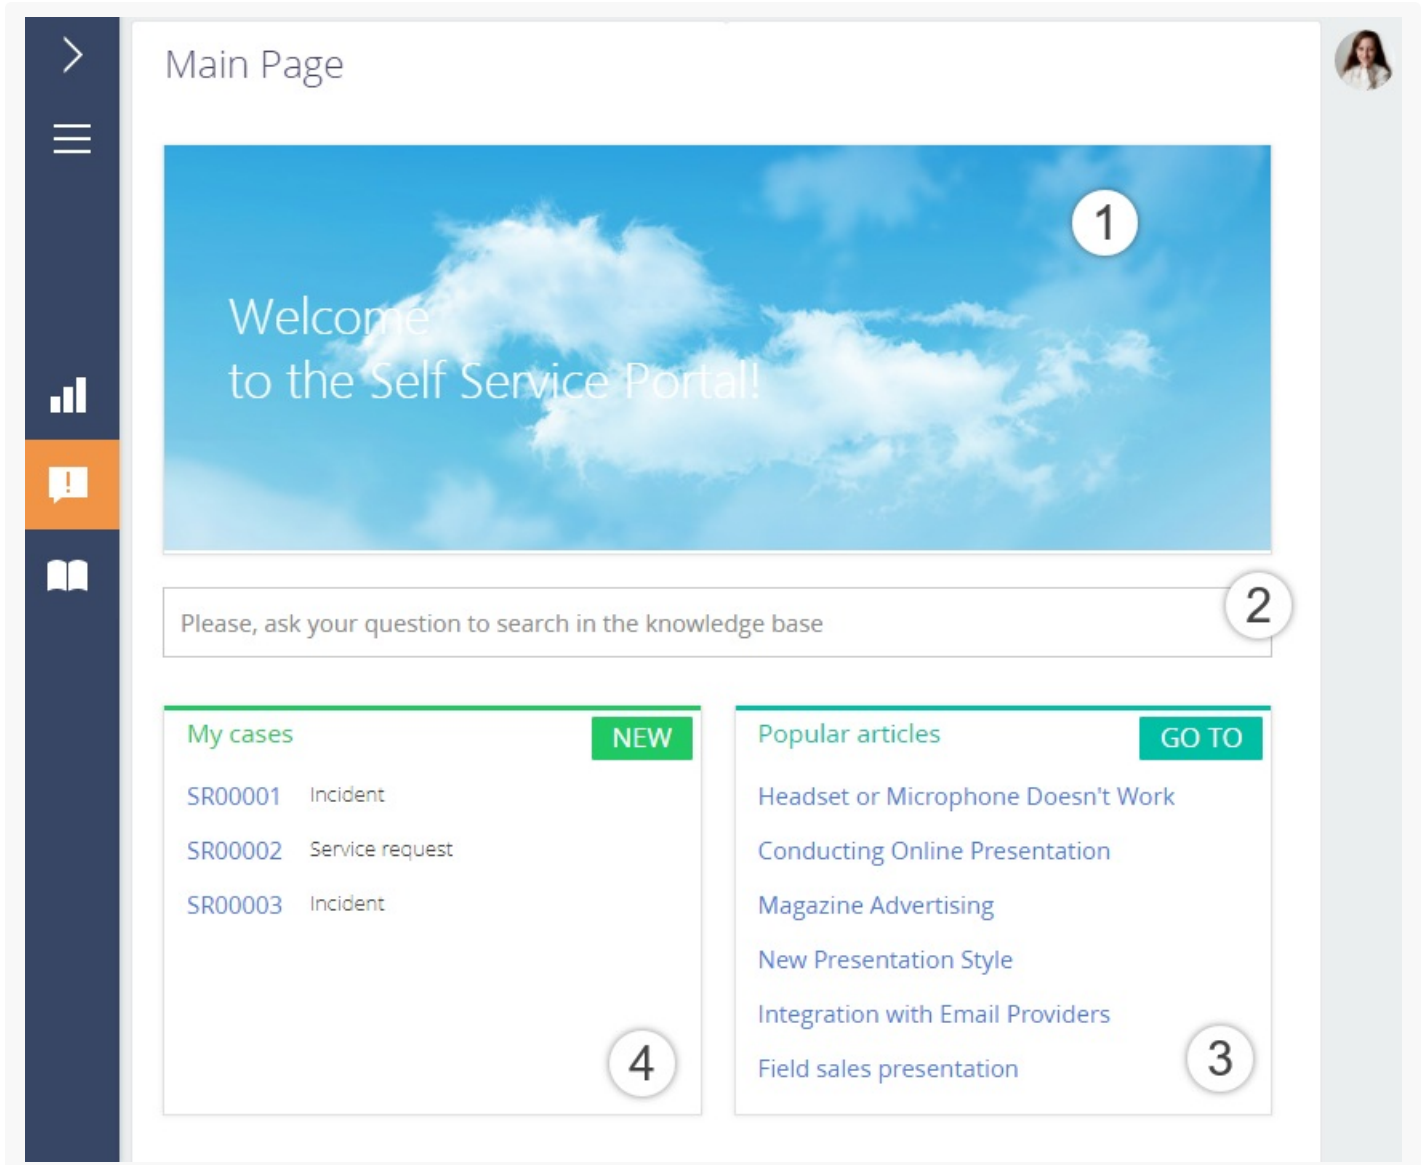 Main Page
1
Welcome
to the Self Service Portal!
Please, ask your question to search in the knowledge base
2
My cases
NEW
SR00001 Incident
SR00002 Service request
SR00003 Incident
4
Popular articles
GO TO
Headset or Microphone Doesn't Work
Conducting Online Presentation
Magazine Advertising
New Presentation Style
Integration with Email Providers
Field sales presentation
3